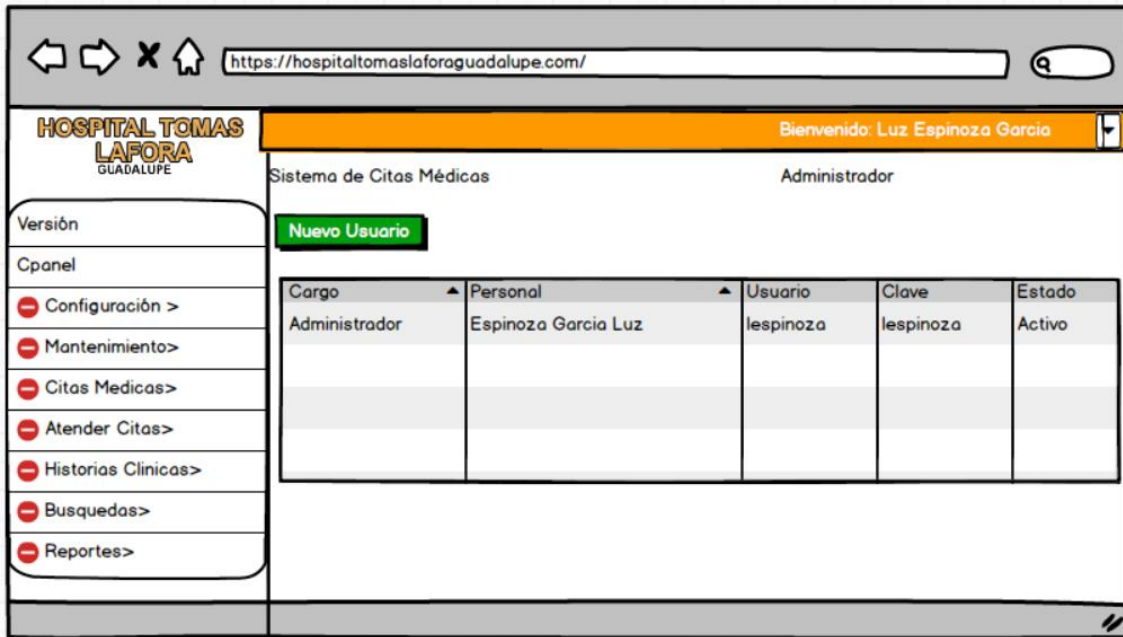 https://hospitaltomaslaforaguadalupe.com/
HOSPITAL TOMAS
LAFORA
GUADALUPE
Bienvenido: Luz Espinoza Garcia
Sistema de Citas Médicas
Administrador
Versión
Cpanel
Configuración >
Mantenimiento>
Citas Medicas>
Atender Citas>
Historias Clinicas>
Busquedas>
Reportes>
Nuevo Usuario
Cargo Personal Usuario Clave Estado
Administrador Espinoza Garcia Luz lespinoza lespinoza Activo